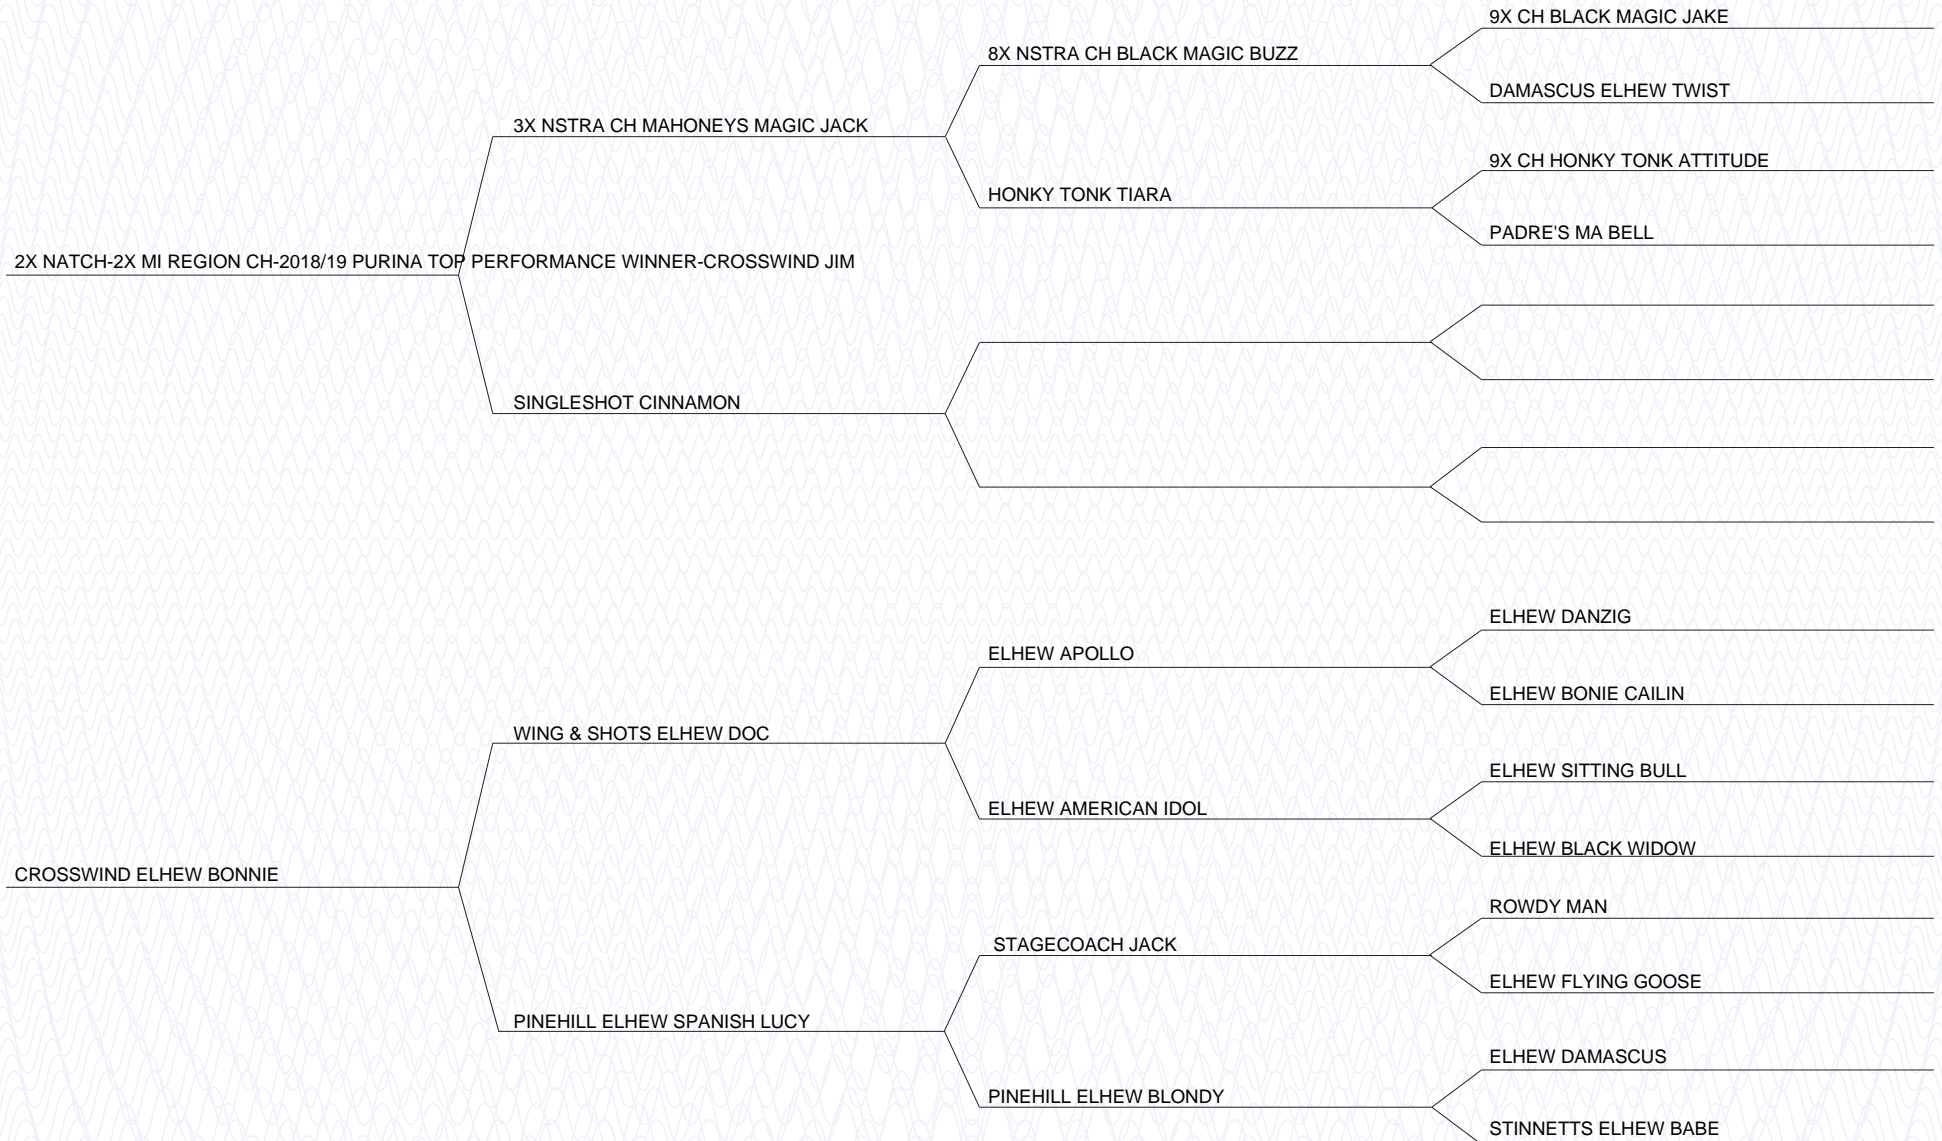 9X CH BLACK MAGIC JAKE
8X NSTRA CH BLACK MAGIC BUZZ
DAMASCUS ELHEW TWIST
3X NSTRA CH MAHONEYS MAGIC JACK
9X CH HONKY TONK ATTITUDE
HONKY TONK TIARA
PADRE'S MA BELL
2X NATCH-2X MI REGION CH-2018/19 PURINA TOP PERFORMANCE WINNER-CROSSWIND JIM
SINGLESHOT CINNAMON
ELHEW DANZIG
ELHEW APOLLO
ELHEW BONIE CAILIN
WING & SHOTS ELHEW DOC
ELHEW SITTING BULL
ELHEW AMERICAN IDOL
ELHEW BLACK WIDOW
CROSSWIND ELHEW BONNIE
ROWDY MAN
STAGECOACH JACK
ELHEW FLYING GOOSE
PINEHILL ELHEW SPANISH LUCY
ELHEW DAMASCUS
PINEHILL ELHEW BLONDY
STINNETTS ELHEW BABE